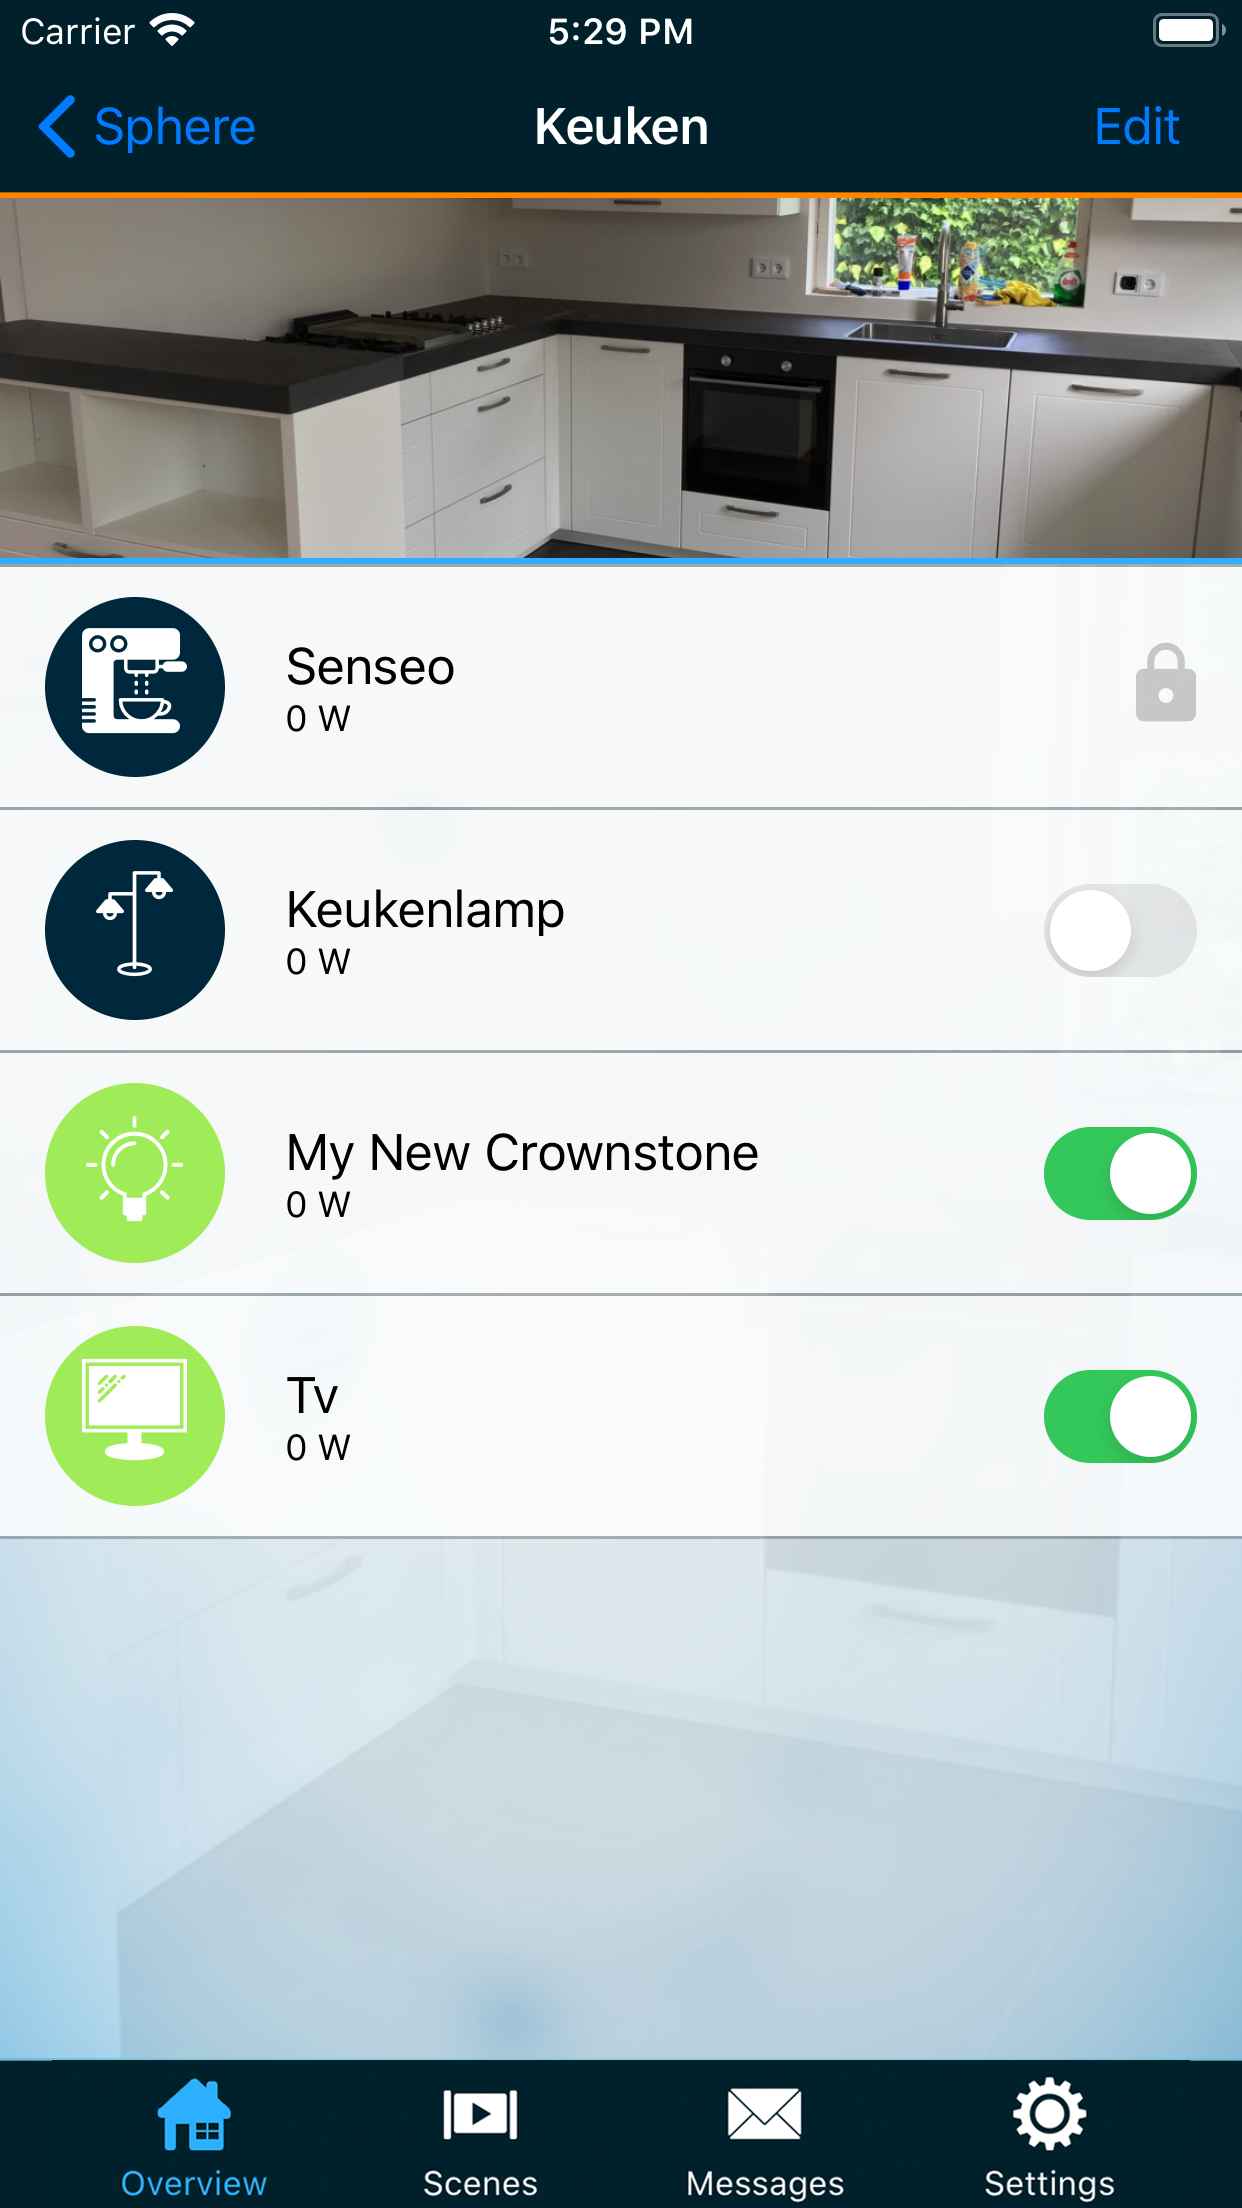 Carrier 5:29 PM
Sphere Keuken Edit
Senseo
0 W
Keukenlamp
0 W
My New Crownstone
0 W
Tv
0 W
Overview Scenes Messages Settings